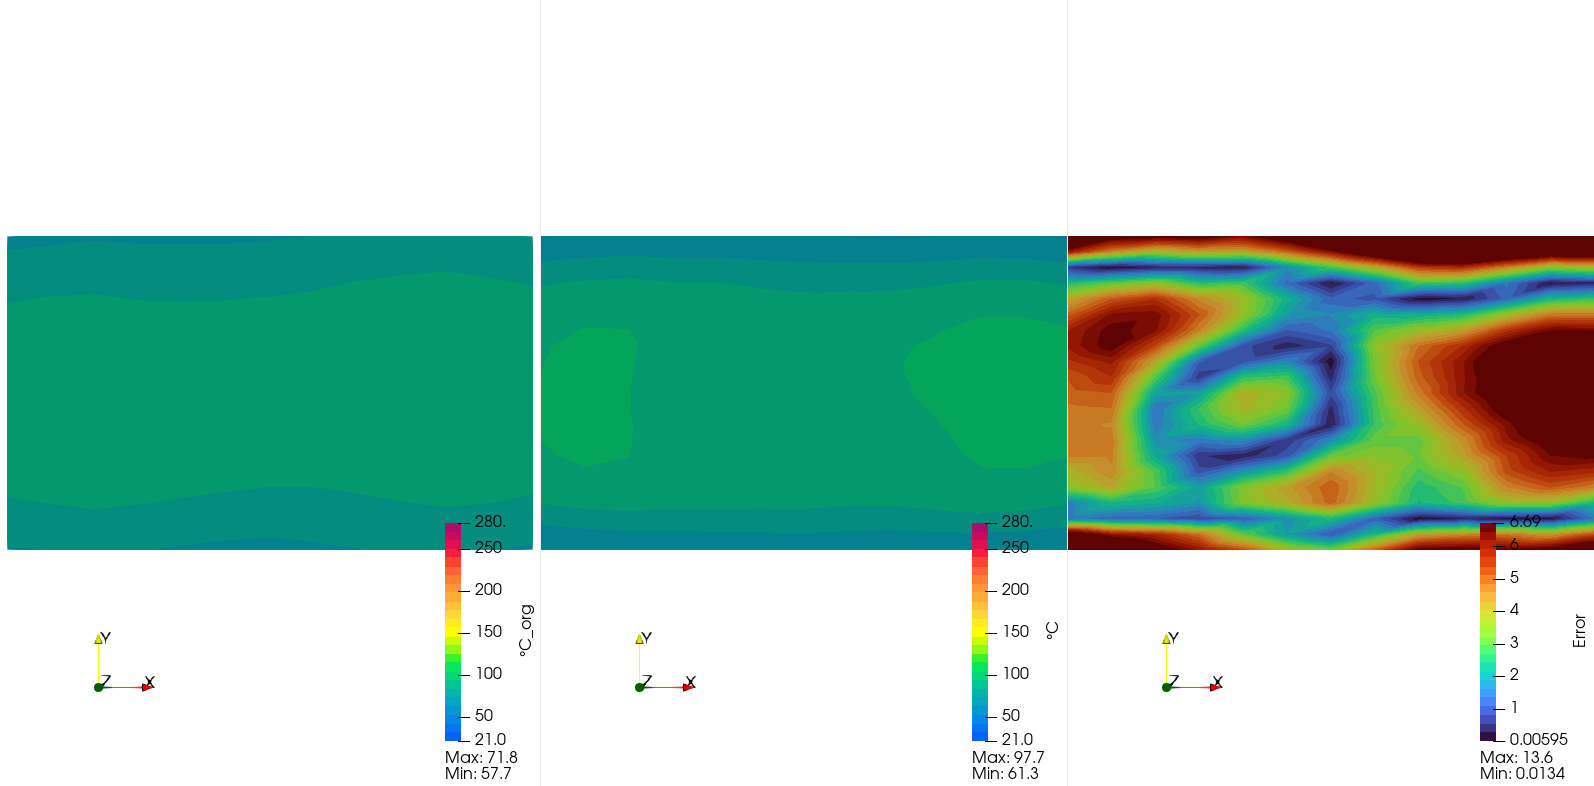 280.
250
200
150
100
50
21.0
°C_org
Max: 71.8
Min: 57.7
Y
Z
X
280.
250
200
150
100
50
21.0
°C
Max: 97.7
Min: 61.3
Y
Z
X
6.69
6
5
4
3
2
1
0.00595
Error
Max: 13.6
Min: 0.0134
Y
Z
X